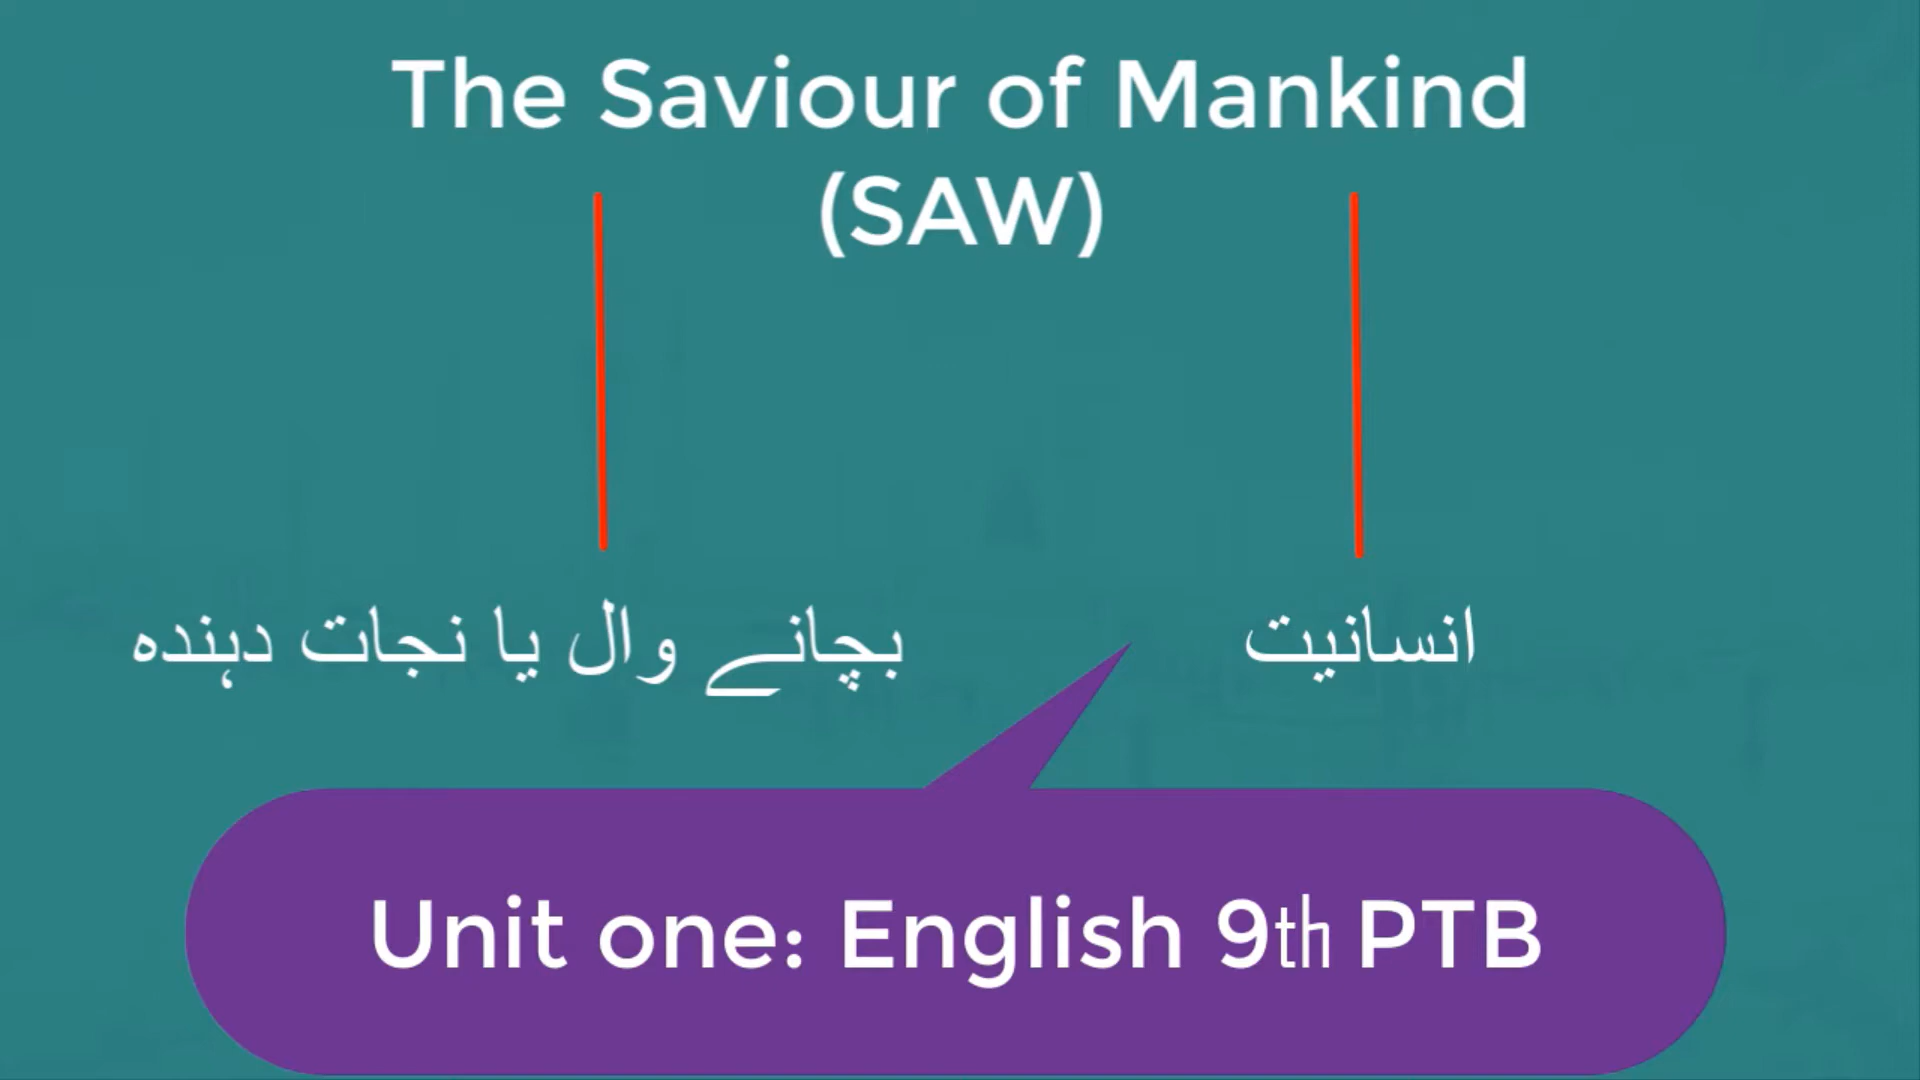 The Saviour of Mankind
(SAW)
بچانے وال یا نجات دہندہ
انسانیت
Unit one: English 9th PTB